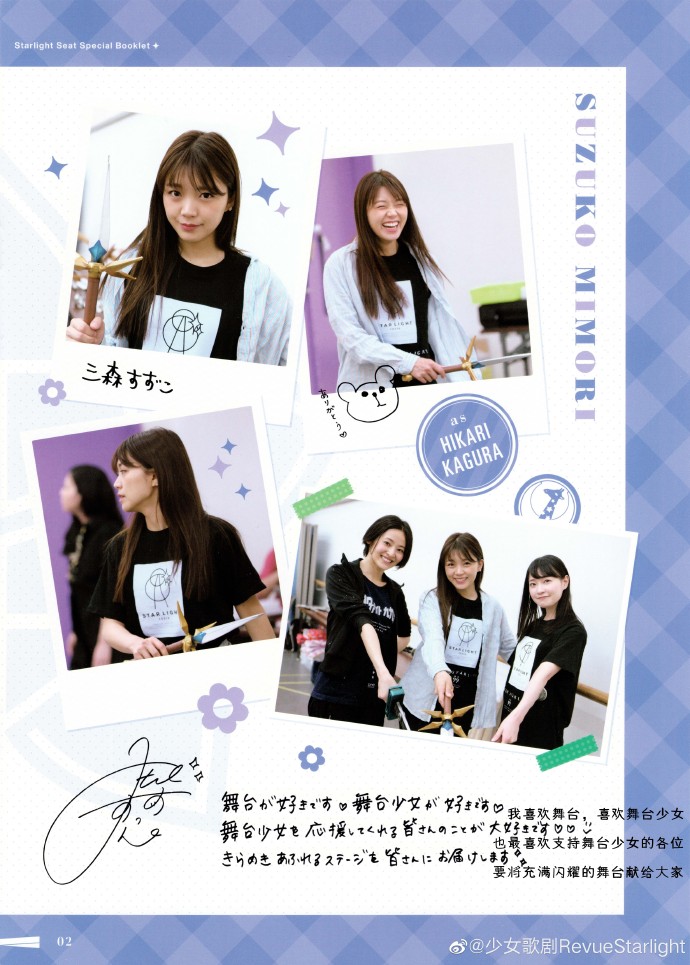 Starlight Seat Special Booklet
SUZUKO MIMORI
三森すずこ
ありがとう♡
STARLIGHT
as
HIKARI
KAGURA
STARLIGHT
STARLIGHT
舞台が好きです♡舞台少女が好きです♡
舞台少女を応援してくれる皆さんのことが大好きです♡♡
きらめきあふれるステージを皆さんにお届けします
我喜欢舞台，喜欢舞台少女
也最喜欢支持舞台少女的各位
要将充满闪耀的舞台献给大家
02
@少女歌剧RevueStarlight